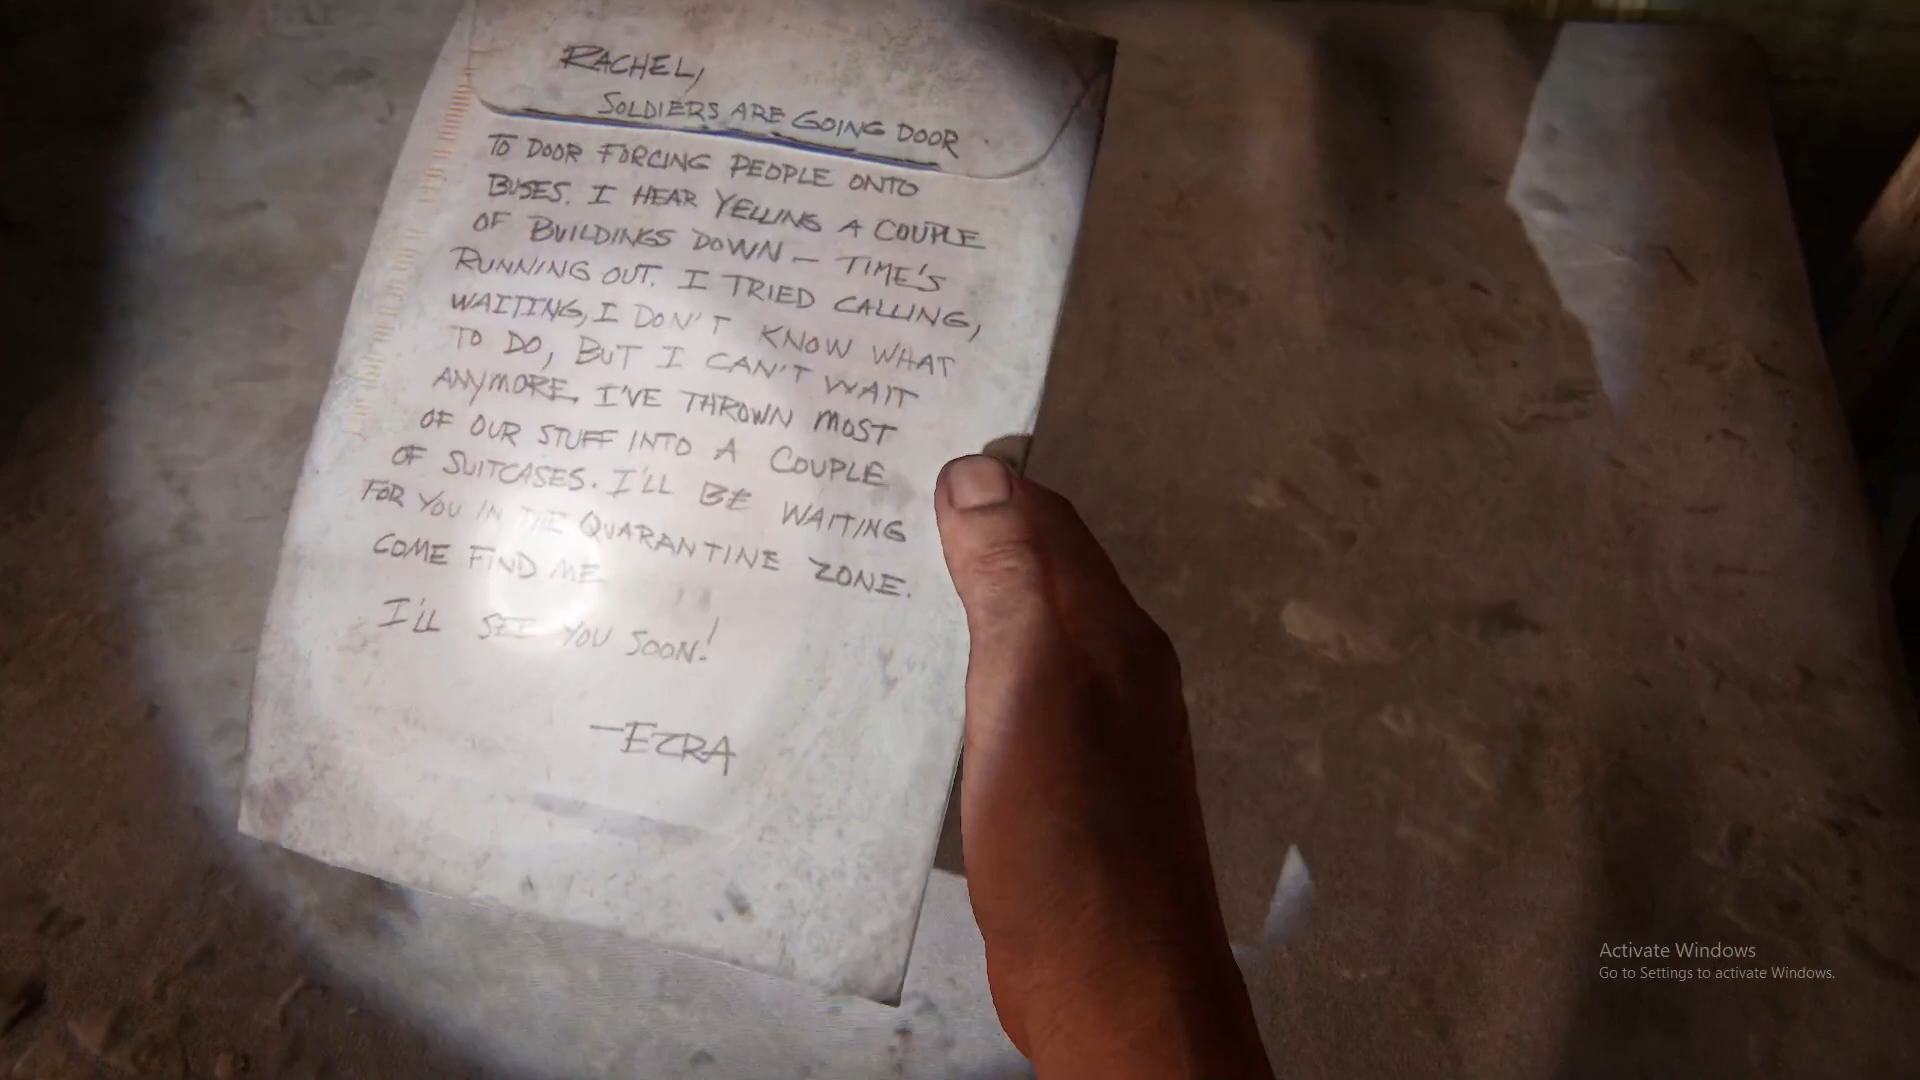 RACHEL,
SOLDIERS ARE GOING DOOR
TO DOOR FORCING PEOPLE ONTO
BUSES. I HEAR YELLING A COUPLE
OF BUILDINGS DOWN — TIME'S
RUNNING OUT. I TRIED CALLING,
WAITING, I DON'T KNOW WHAT
TO DO, BUT I CAN'T WAIT
ANYMORE. I'VE THROWN MOST
OF OUR STUFF INTO A COUPLE
OF SUITCASES. I'LL BE WAITING
FOR YOU IN THE QUARANTINE ZONE.
COME FIND ME
I'LL SEE YOU SOON!
—EZRA
Activate Windows
Go to Settings to activate Windows.